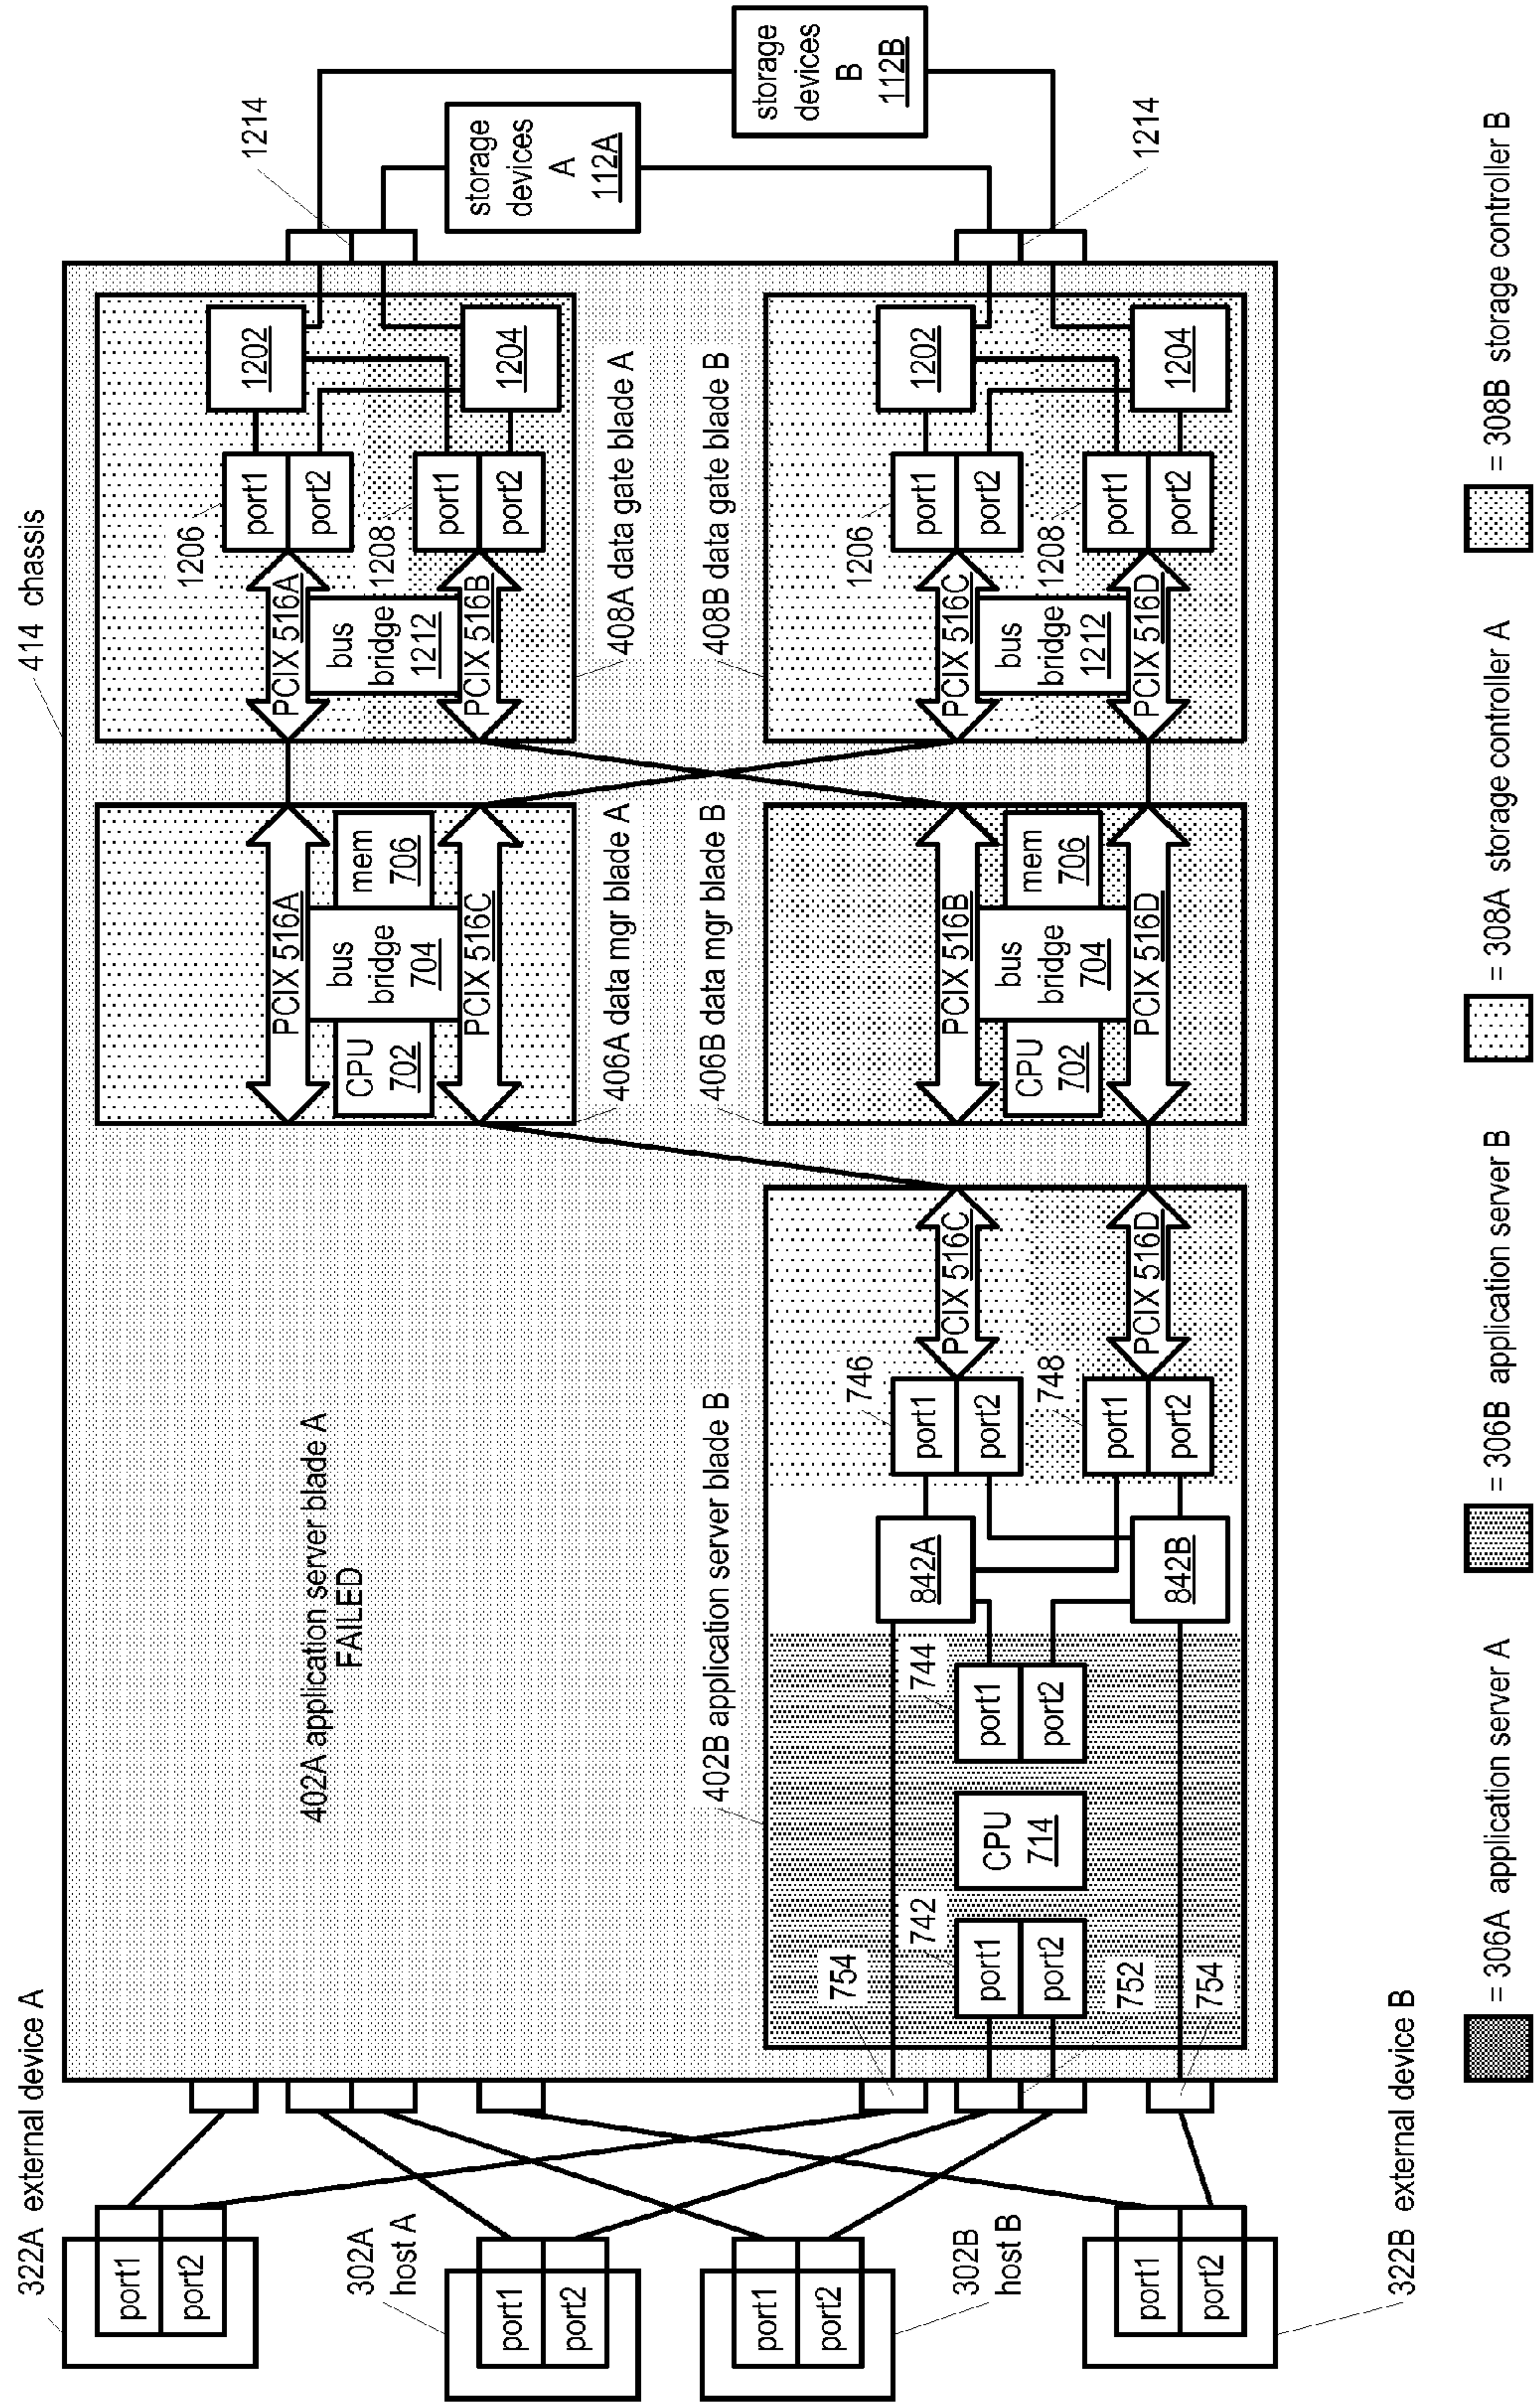 414 chassis
322A external device A
port1
port2
302A
host A
port1
port2
302B
host B
port1
port2
322B external device B
port1
port2
402A application server blade A
FAILED
402B application server blade B
754
742
port1
port2
752
754
CPU
714
744
port1
port2
842A
842B
746
port1
port2
748
port1
port2
PCIX 516C
PCIX 516D
406A data mgr blade A
PCIX 516A
CPU
702
bus
bridge
704
mem
706
PCIX 516C
406B data mgr blade B
PCIX 516B
CPU
702
bus
bridge
704
mem
706
PCIX 516D
408A data gate blade A
PCIX 516A
bus
bridge
1212
PCIX 516B
1206
port1
port2
1208
port1
port2
1202
1204
408B data gate blade B
PCIX 516C
bus
bridge
1212
PCIX 516D
1206
port1
port2
1208
port1
port2
1202
1204
1214
1214
storage
devices
A
112A
storage
devices
B
112B
= 306A application server A
= 306B application server B
= 308A storage controller A
= 308B storage controller B